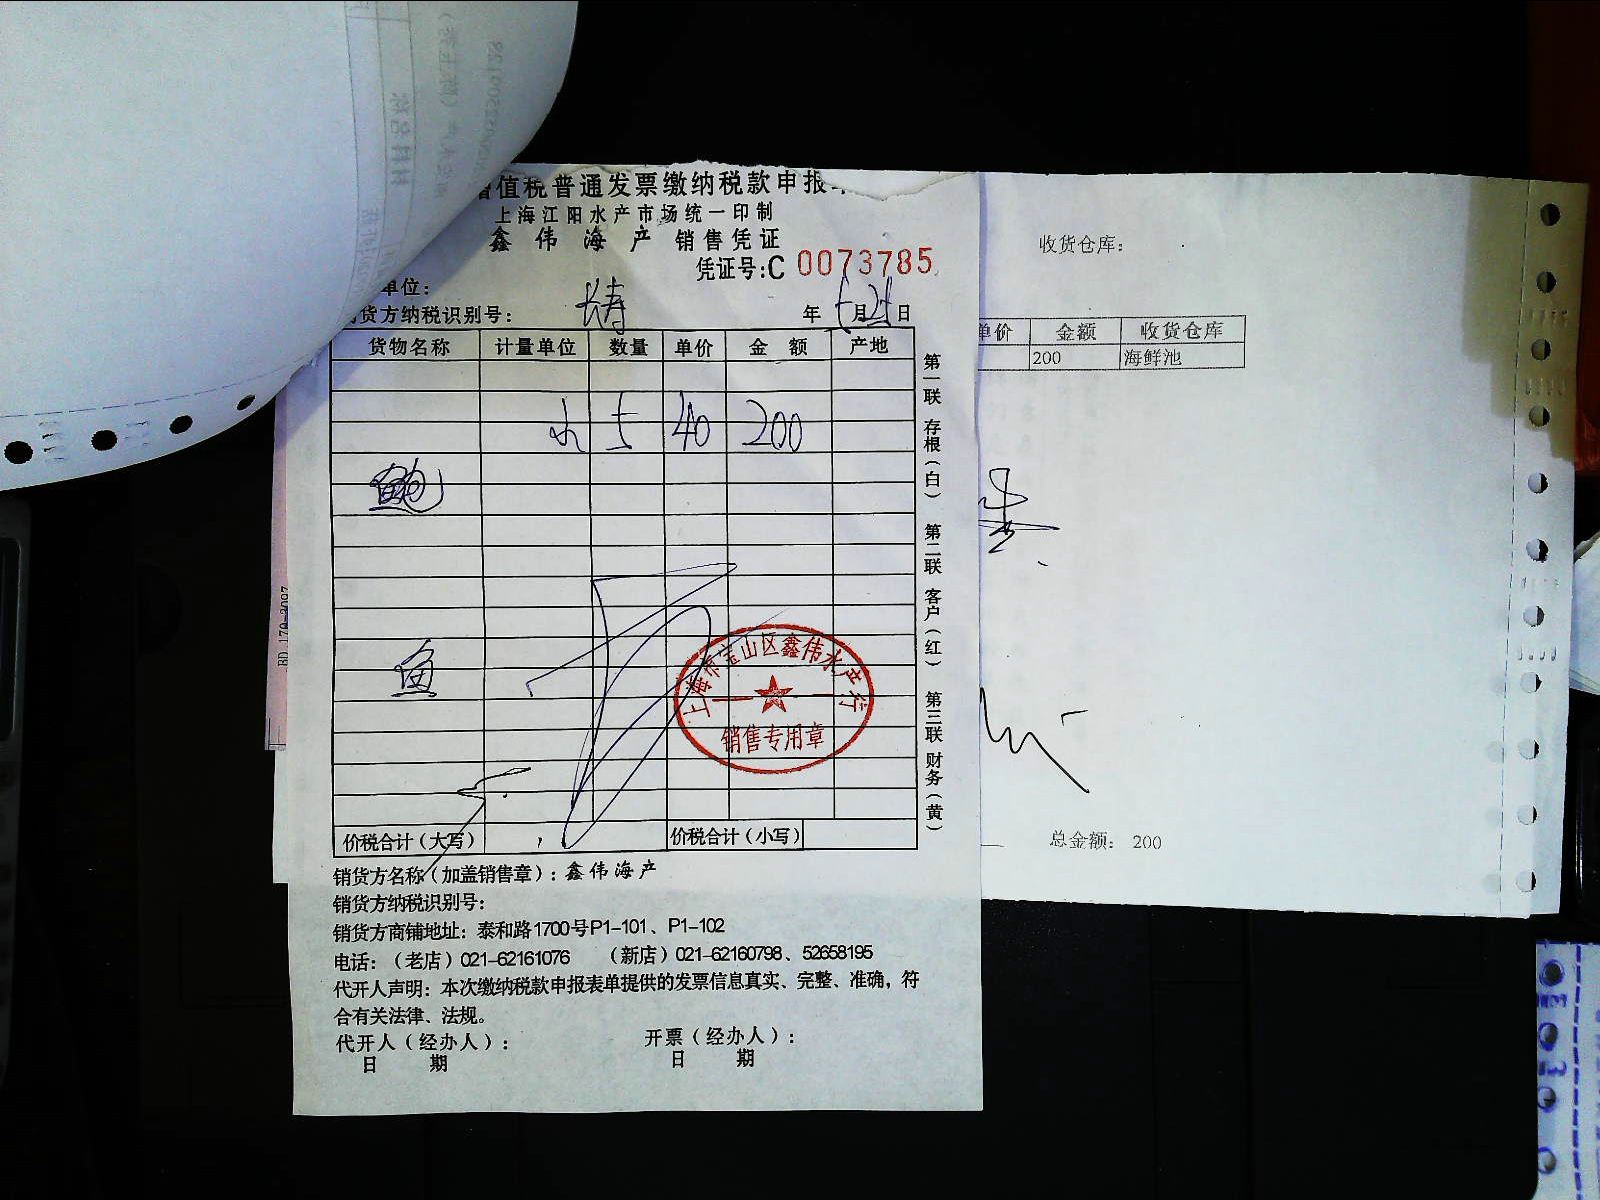 增值税普通发票缴纳税款申报
上海江阳水产市场统一印制
鑫伟海产 销售凭证
凭证号:C 0073785
单位:
货方纳税识别号: 长寿 年 月 日
货物名称 计量单位 数量 单价 金额 产地
40 200
鲍
鱼
上海市宝山区鑫伟水产行
销售专用章
价税合计(大写) 价税合计(小写)
第一联 存根(白) 第二联 客户(红) 第三联 财务(黄)
销货方名称(加盖销售章):鑫伟海产
销货方纳税识别号:
销货方商铺地址:泰和路1700号P1-101、P1-102
电话:(老店)021-62161076 (新店)021-62160798、52658195
代开人声明:本次缴纳税款申报表单提供的发票信息真实、完整、准确,符
合有关法律、法规。
代开人(经办人): 开票(经办人):
日期 日期
收货仓库:
单价 金额 收货仓库
200 海鲜池
总金额: 200